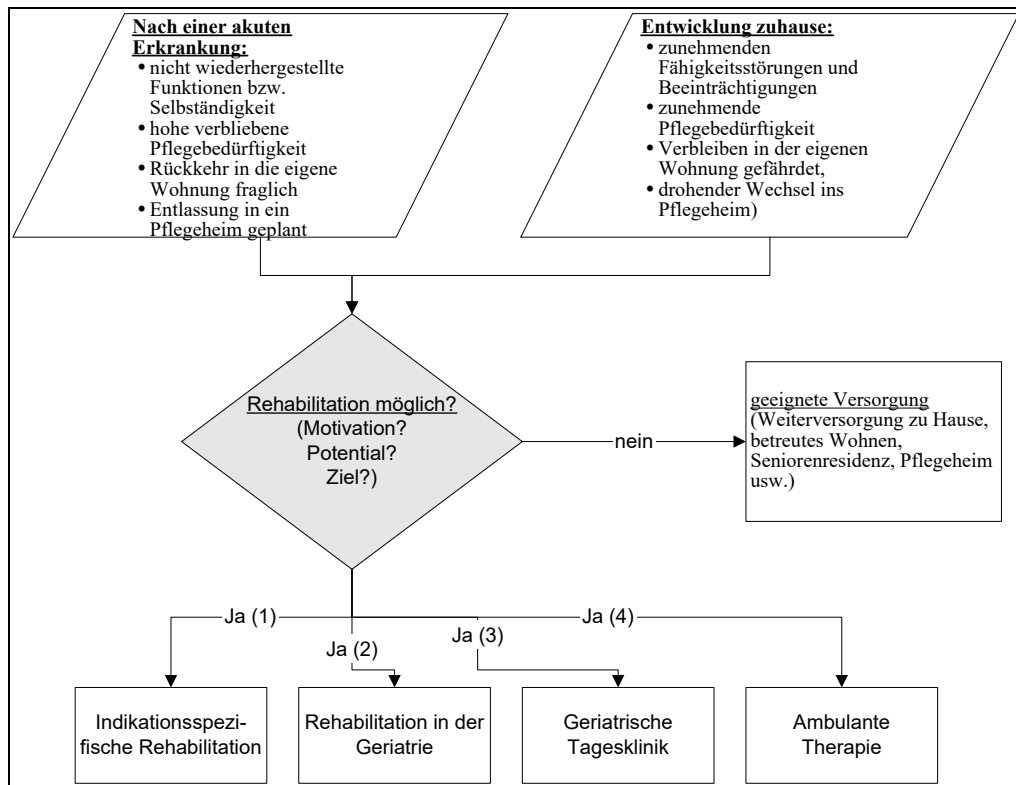 Nach einer akuten
Erkrankung:
• nicht wiederhergestellte
Funktionen bzw.
Selbständigkeit
• hohe verbliebene
Pflegebedürftigkeit
• Rückkehr in die eigene
Wohnung fraglich
• Entlassung in ein
Pflegeheim geplant
Entwicklung zuhause:
• zunehmenden
Fähigkeitsstörungen und
Beeinträchtigungen
• zunehmende
Pflegebedürftigkeit
• Verbleiben in der eigenen
Wohnung gefährdet,
• drohender Wechsel ins
Pflegeheim)
Rehabilitation möglich?
(Motivation?
Potential?
Ziel?)
nein
geeignete Versorgung
(Weiterversorgung zu Hause,
betreutes Wohnen,
Seniorenresidenz, Pflegeheim
usw.)
Ja (1)
Ja (2)
Ja (3)
Ja (4)
Indikationsspezi-
fische Rehabilitation
Rehabilitation in der
Geriatrie
Geriatrische
Tagesklinik
Ambulante
Therapie